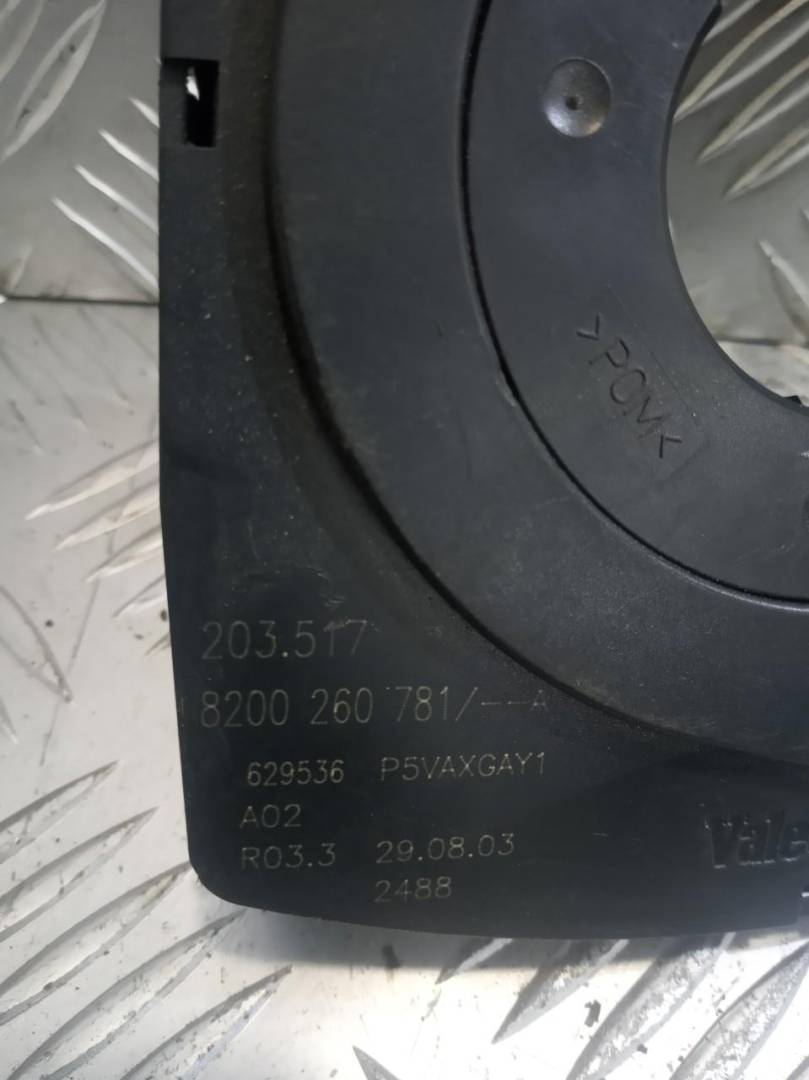 >POM<
203.517
H 8200 260 781/--A
629536 P5VAXGAY1
A02
R03.3 29.08.03
2488
Vale